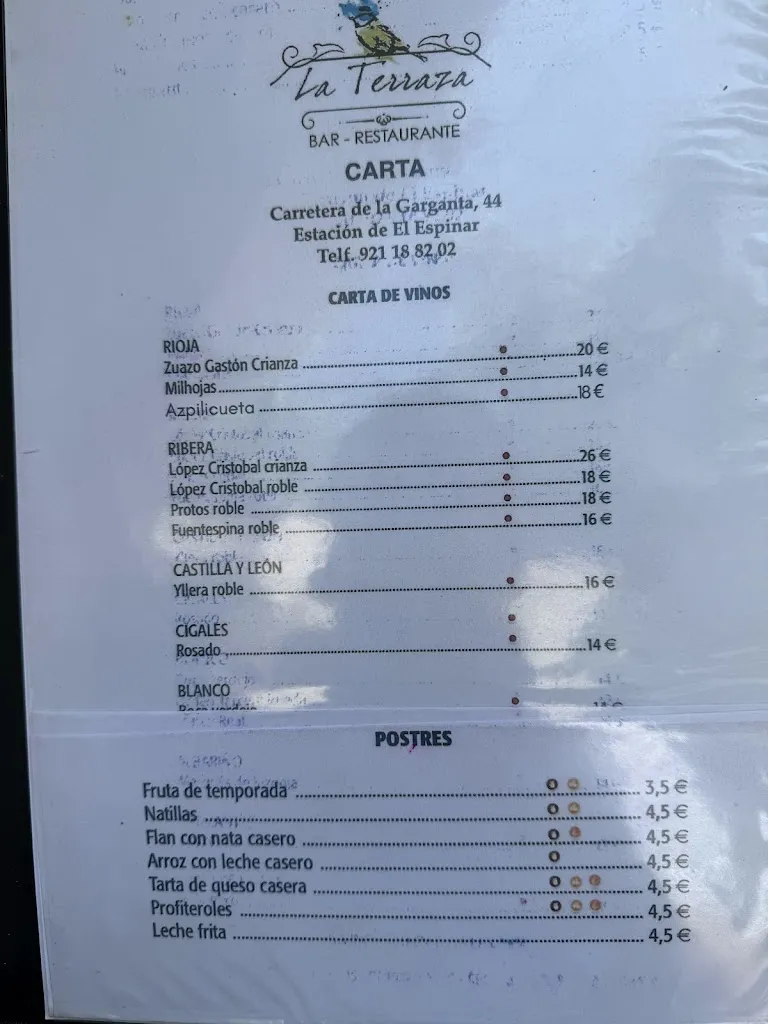 La Terraza
BAR - RESTAURANTE
CARTA
Carretera de la Garganta, 44
Estación de El Espinar
Telf. 921 18 82 02
CARTA DE VINOS
RIOJA
Zuazo Gastón Crianza 20 €
Milhojas 14 €
Azpilicueta 18 €
RIBERA
López Cristobal crianza 26 €
López Cristobal roble 18 €
Protos roble 18 €
Fuentespina roble 16 €
CASTILLA Y LEÓN
Yllera roble 16 €
CIGALES
Rosado 14 €
BLANCO
POSTRES
Fruta de temporada 3,5 €
Natillas 4,5 €
Flan con nata casero 4,5 €
Arroz con leche casero 4,5 €
Tarta de queso casera 4,5 €
Profiteroles 4,5 €
Leche frita 4,5 €